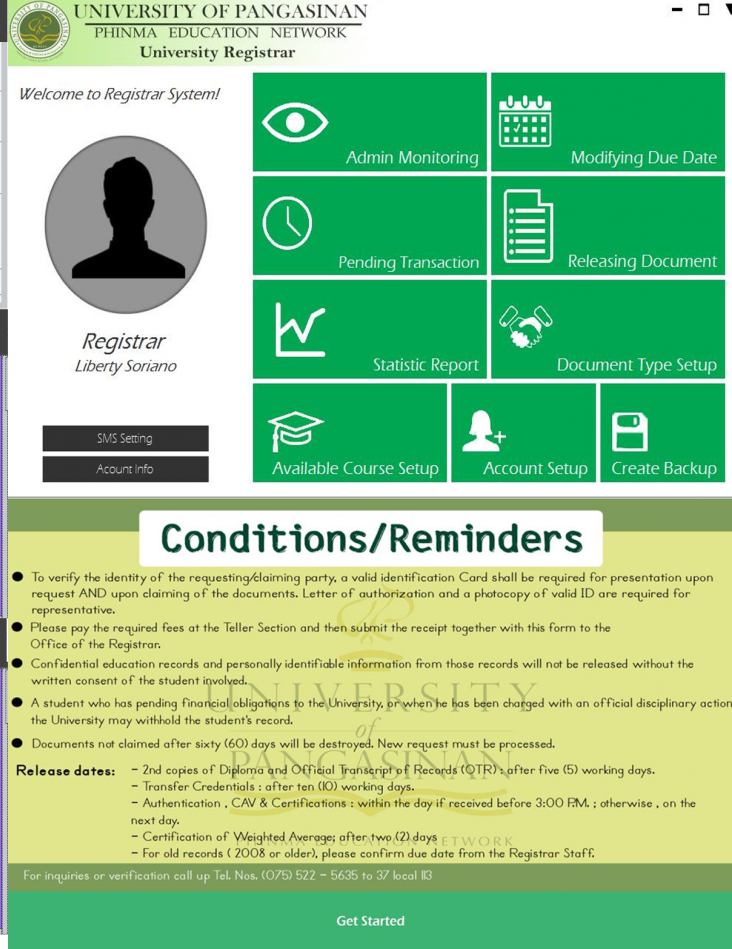 UNIVERSITY OF PANGASINAN
PHINMA EDUCATION NETWORK
University Registrar
Welcome to Registrar System!
Registrar
Liberty Soriano
SMS Setting
Acount Info
Admin Monitoring
Modifying Due Date
Pending Transaction
Releasing Document
Statistic Report
Document Type Setup
Available Course Setup
Account Setup
Create Backup
Conditions/Reminders
To verify the identity of the requesting/claiming party, a valid identification Card shall be required for presentation upon
request AND upon claiming of the documents. Letter of authorization and a photocopy of valid ID are required for
representative.
Please pay the required fees at the Teller Section and then submit the receipt together with this form to the
Office of the Registrar.
Confidential education records and personally identifiable information from those records will not be released without the
written consent of the student involved.
A student who has pending financial obligations to the University, or when he has been charged with an official disciplinary action
the University may withhold the student's record.
Documents not claimed after sixty (60) days will be destroyed. New request must be processed.
Release dates:
- 2nd copies of Diploma and Official Transcript of Records (OTR) : after five (5) working days.
- Transfer Credentials : after ten (10) working days.
- Authentication , CAV & Certifications : within the day if received before 3:00 P.M. ; otherwise , on the
next day.
- Certification of Weighted Average; after two (2) days
- For old records ( 2008 or older), please confirm due date from the Registrar Staff.
UNIVERSITY
of
PANGASINAN
PHINMA EDUCATION NETWORK
For inquiries or verification call up Tel. Nos. (075) 522 - 5635 to 37 local 113
Get Started